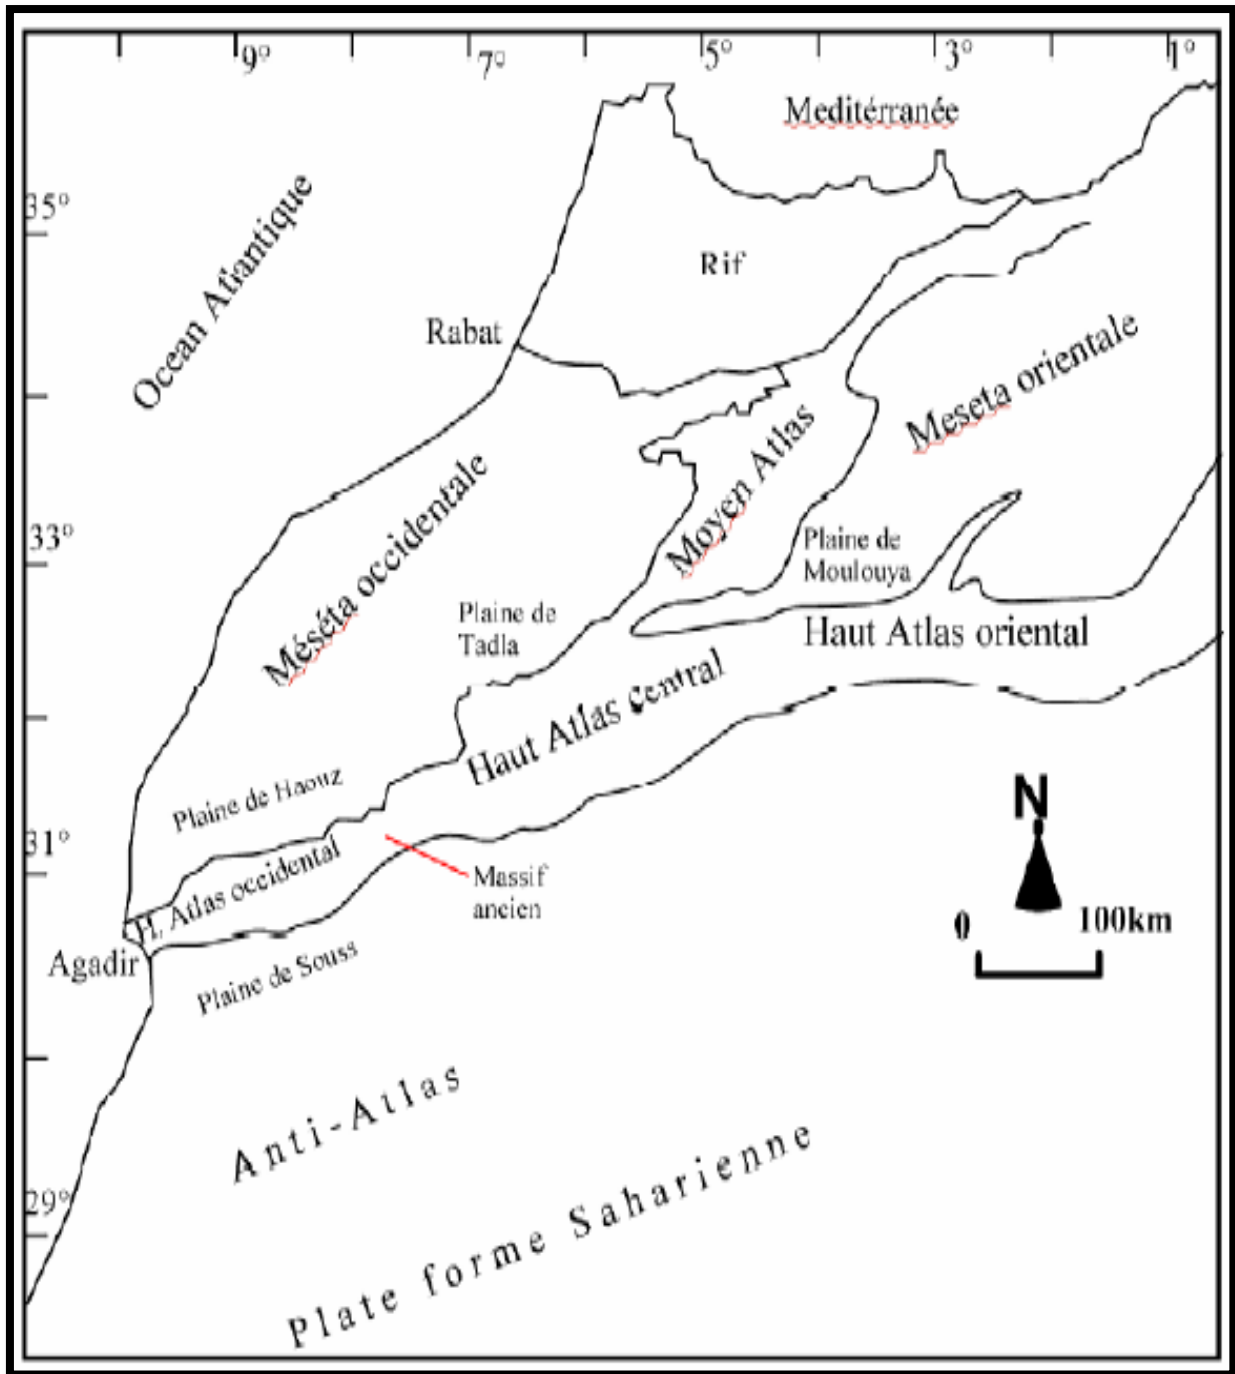 9°
7°
5°
3°
1°
Meditérranée
35°
Ocean Atlantique
Rif
Rabat
Meseta orientale
Moyen Atlas
Méséta occidentale
33°
Plaine de
Moulouya
Plaine de
Tadla
Haut Atlas oriental
Haut Atlas central
Plaine de Haouz
N
31°
H. Atlas occidental
Massif
ancien
0
100km
Agadir
Plaine de Souss
Anti-Atlas
29°
Plate forme Saharienne